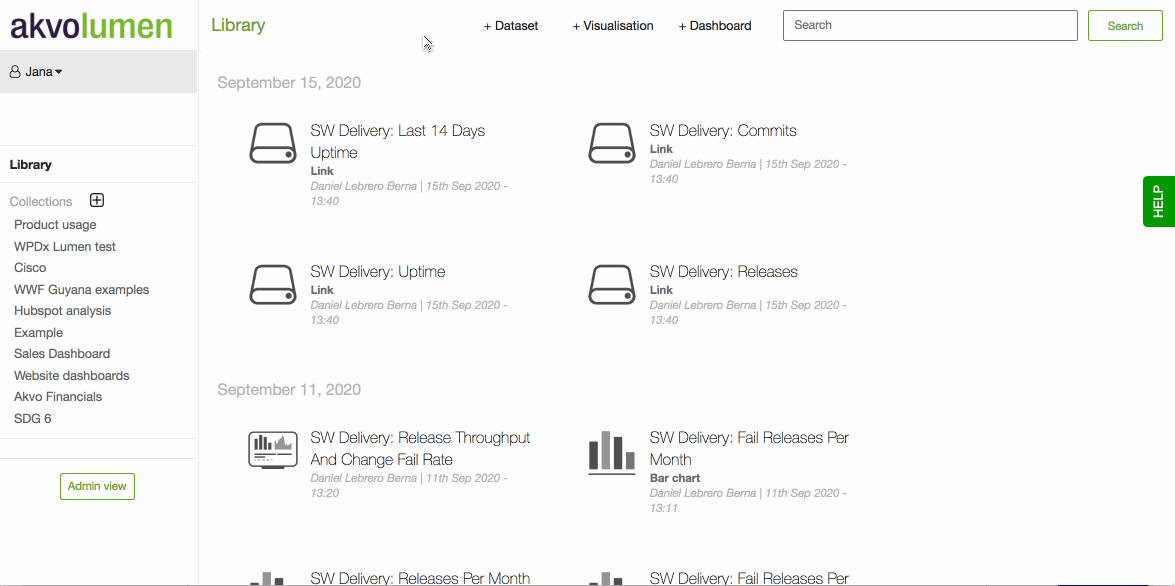 akvolumen
Library
+ Dataset
+ Visualisation
+ Dashboard
Search
Search
Jana
Library
Collections
Product usage
WPDx Lumen test
Cisco
WWF Guyana examples
Hubspot analysis
Example
Sales Dashboard
Website dashboards
Akvo Financials
SDG 6
Admin view
September 15, 2020
SW Delivery: Last 14 Days
Uptime
Link
Daniel Lebrero Berna | 15th Sep 2020 -
13:40
SW Delivery: Commits
Link
Daniel Lebrero Berna | 15th Sep 2020 -
13:40
SW Delivery: Uptime
Link
Daniel Lebrero Berna | 15th Sep 2020 -
13:40
SW Delivery: Releases
Link
Daniel Lebrero Berna | 15th Sep 2020 -
13:40
September 11, 2020
SW Delivery: Release Throughput
And Change Fail Rate
Daniel Lebrero Berna | 11th Sep 2020 -
13:20
SW Delivery: Fail Releases Per
Month
Bar chart
Daniel Lebrero Berna | 11th Sep 2020 -
13:11
SW Delivery: Releases Per Month
SW Delivery: Fail Releases Per
HELP